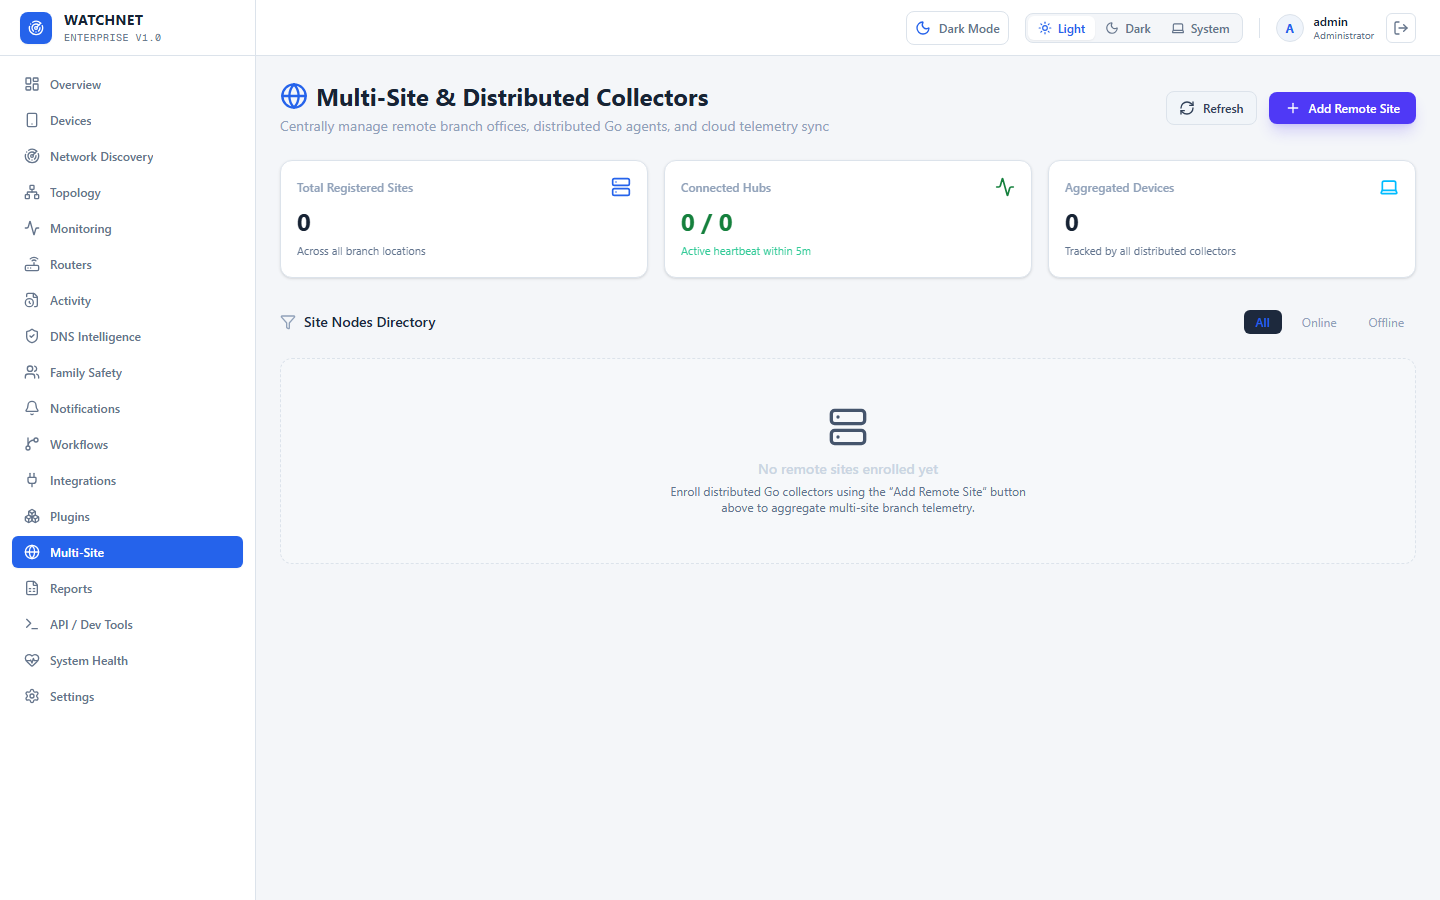 WATCHNET
ENTERPRISE V1.0
Dark Mode
Light
Dark
System
A
admin
Administrator
Overview
Devices
Network Discovery
Topology
Monitoring
Routers
Activity
DNS Intelligence
Family Safety
Notifications
Workflows
Integrations
Plugins
Multi-Site
Reports
API / Dev Tools
System Health
Settings
Multi-Site & Distributed Collectors
Centrally manage remote branch offices, distributed Go agents, and cloud telemetry sync
Refresh
Add Remote Site
Total Registered Sites
0
Across all branch locations
Connected Hubs
0 / 0
Active heartbeat within 5m
Aggregated Devices
0
Tracked by all distributed collectors
Site Nodes Directory
All
Online
Offline
No remote sites enrolled yet
Enroll distributed Go collectors using the “Add Remote Site” button
above to aggregate multi-site branch telemetry.